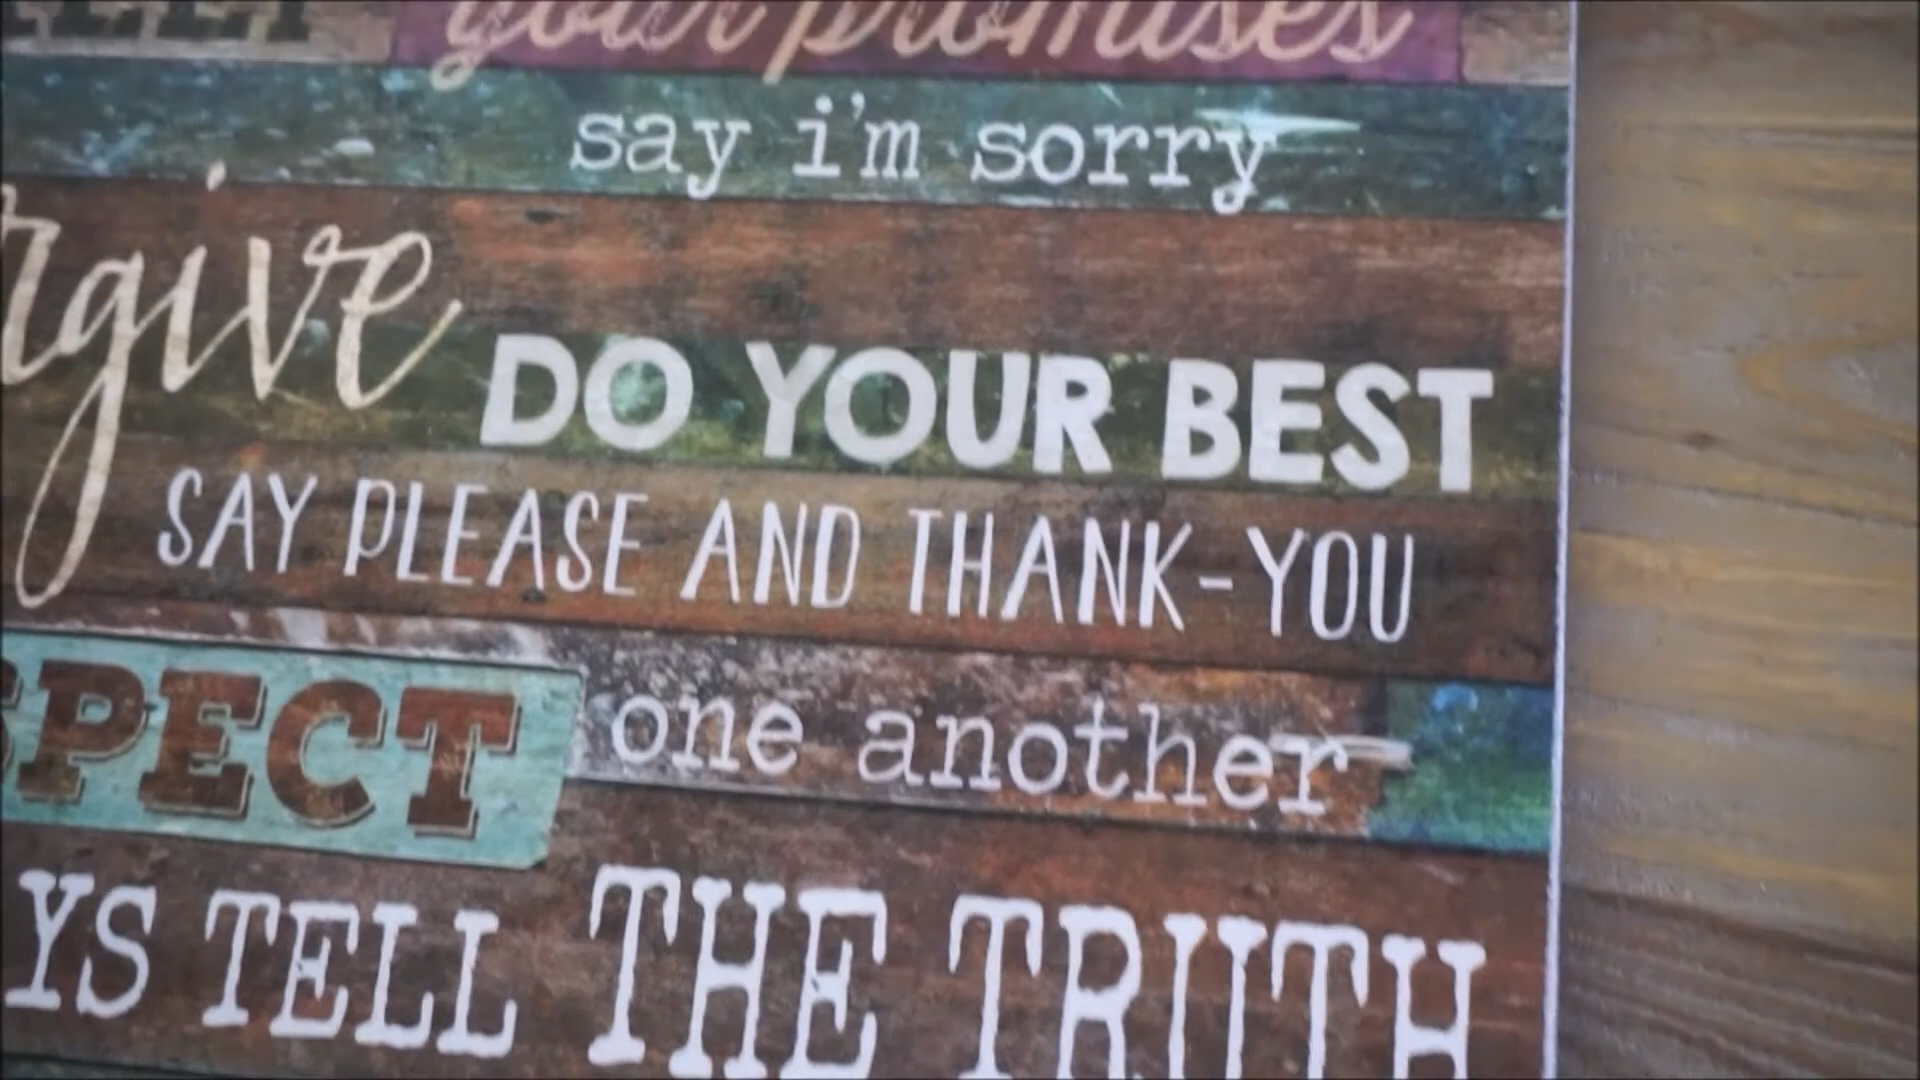 your promises
say i'm sorry
rgive
DO YOUR BEST
SAY PLEASE AND THANK-YOU
SPECT one another
YS TELL THE TRUTH